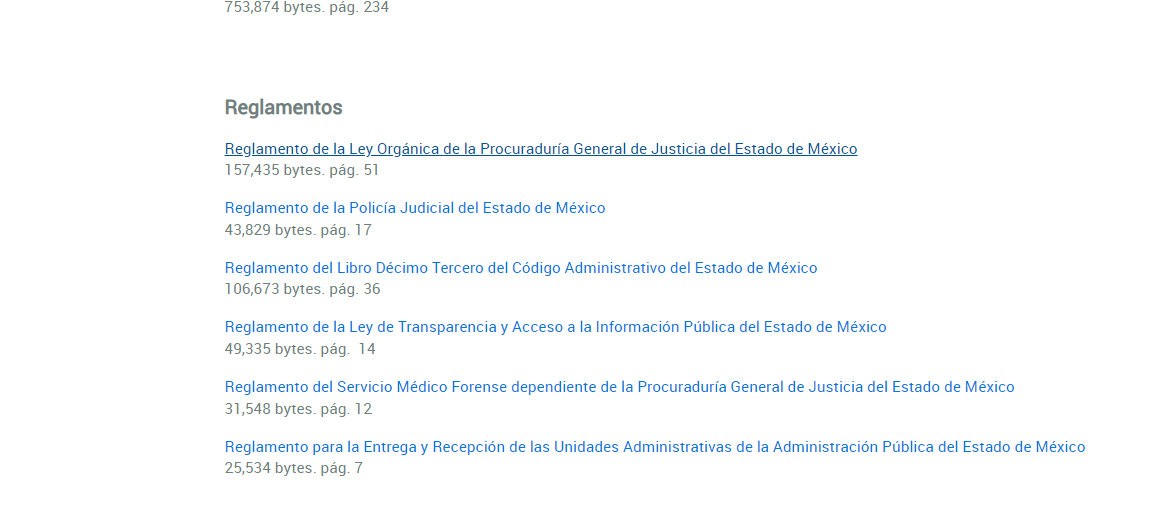 753,874 bytes. pág. 234
Reglamentos
Reglamento de la Ley Orgánica de la Procuraduría General de Justicia del Estado de México
157,435 bytes. pág. 51
Reglamento de la Policía Judicial del Estado de México
43,829 bytes. pág. 17
Reglamento del Libro Décimo Tercero del Código Administrativo del Estado de México
106,673 bytes. pág. 36
Reglamento de la Ley de Transparencia y Acceso a la Información Pública del Estado de México
49,335 bytes. pág.  14
Reglamento del Servicio Médico Forense dependiente de la Procuraduría General de Justicia del Estado de México
31,548 bytes. pág. 12
Reglamento para la Entrega y Recepción de las Unidades Administrativas de la Administración Pública del Estado de México
25,534 bytes. pág. 7